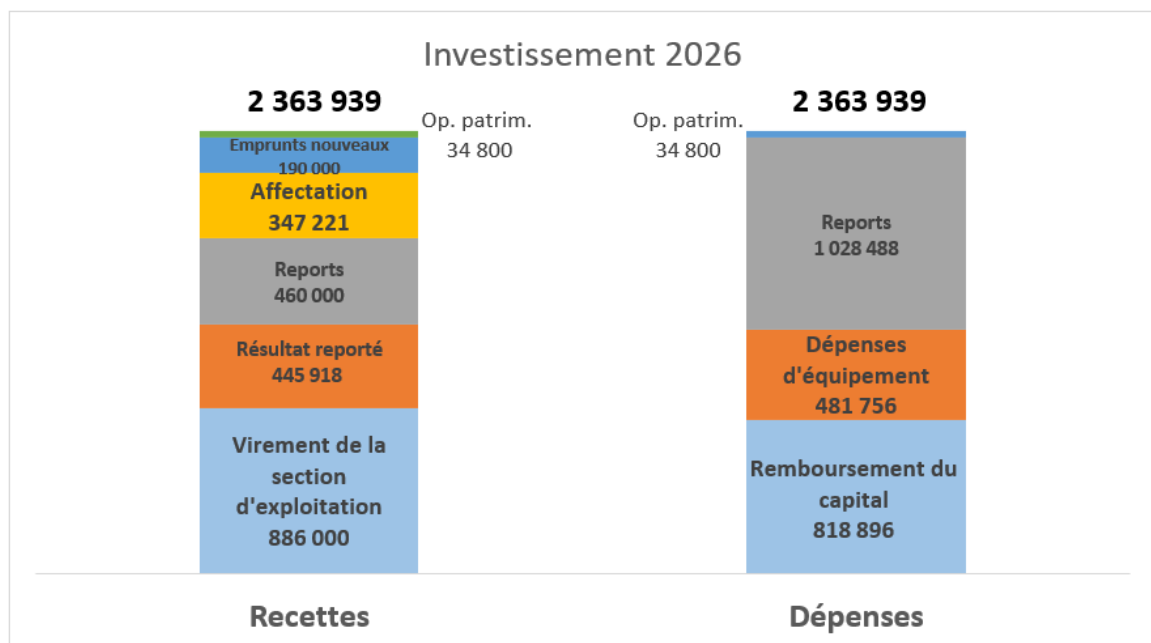 Investissement 2026
2 363 939
Op. patrim.
34 800
Emprunts nouveaux
190 000
Affectation
347 221
Reports
460 000
Résultat reporté
445 918
Virement de la
section
d'exploitation
886 000
Recettes
2 363 939
Op. patrim.
34 800
Reports
1 028 488
Dépenses
d'équipement
481 756
Remboursement du
capital
818 896
Dépenses